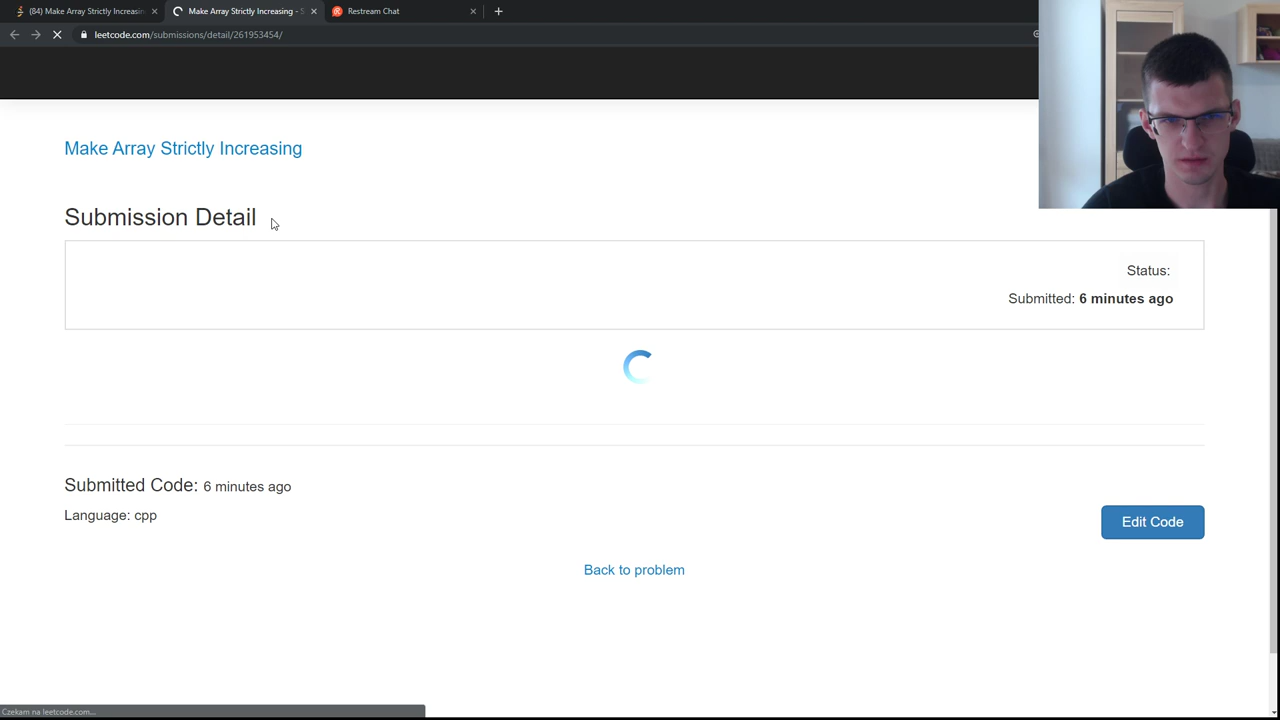 (84) Make Array Strictly Increasin
Make Array Strictly Increasing - S
Restream Chat
leetcode.com/submissions/detail/261953454/
Make Array Strictly Increasing
Submission Detail
Status:
Submitted: 6 minutes ago
Submitted Code: 6 minutes ago
Language: cpp
Edit Code
Back to problem
Czekam na leetcode.com...